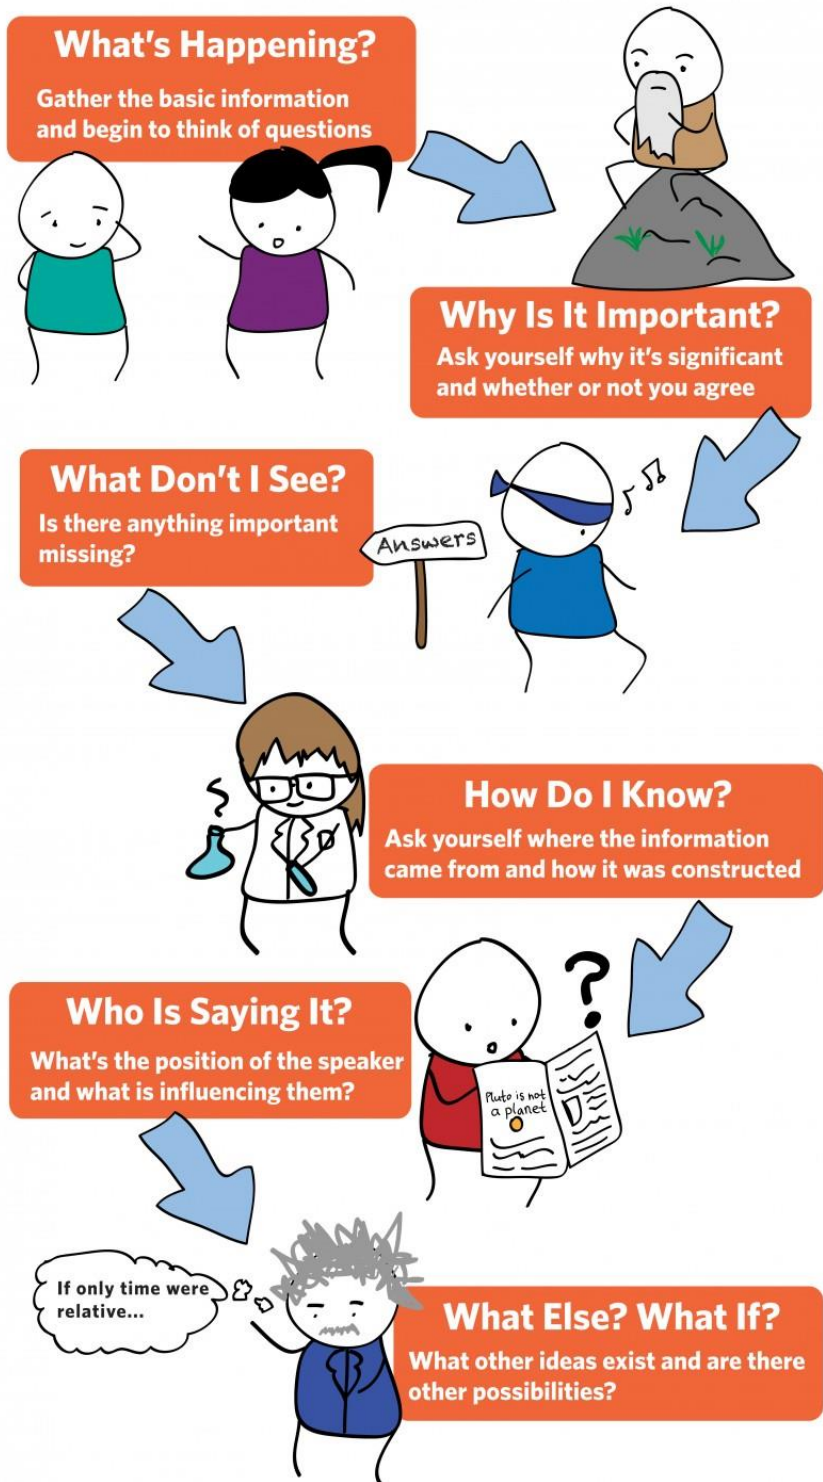 What's Happening?
Gather the basic information
and begin to think of questions
Why Is It Important?
Ask yourself why it's significant
and whether or not you agree
What Don't I See?
Is there anything important
missing?
Answers
How Do I Know?
Ask yourself where the information
came from and how it was constructed
Who Is Saying It?
What's the position of the speaker
and what is influencing them?
?
Pluto is not
a planet
If only time were
relative...
What Else? What If?
What other ideas exist and are there
other possibilities?